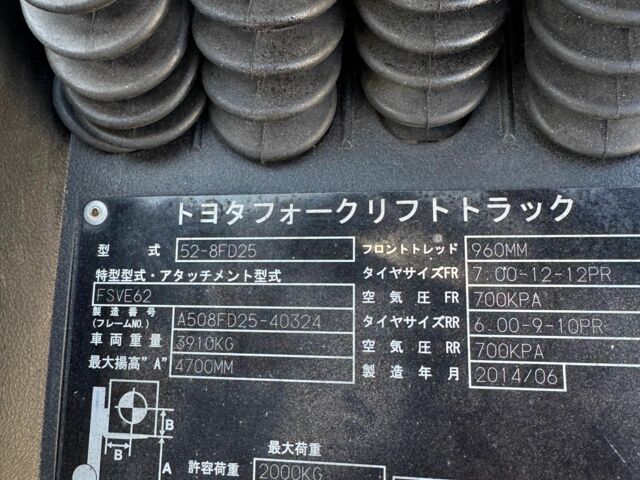 トヨタフォークリフトトラック
型式 52-8FD25 フロントトレッド 960MM
特型型式・アタッチメント型式 タイヤサイズFR 7.00-12-12PR
FSVE62 空気圧 FR 700KPA
製造番号
(フレームNO.) A508FD25-40324 タイヤサイズRR 6.00-9-10PR
車両重量 3910KG 空気圧 RR 700KPA
最大揚高"A" 4700MM 製造年月 2014/06
B
B
A
最大荷重
許容荷重 2000KG